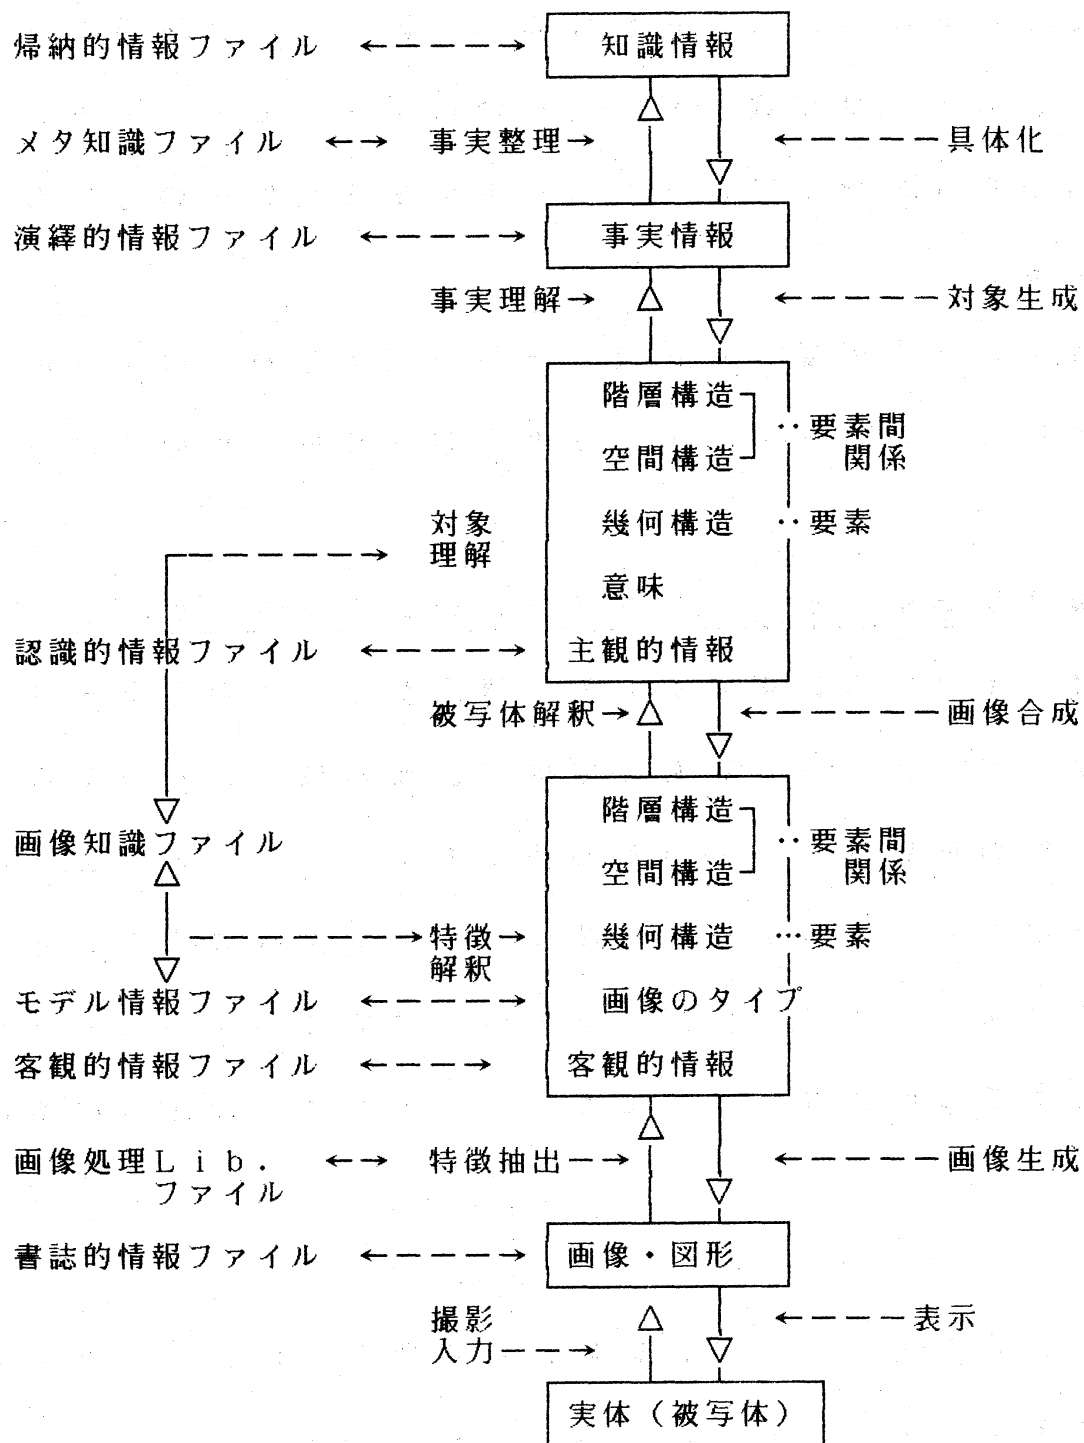 帰納的情報ファイル ←----→ 知識情報
メタ知識ファイル ←→ 事実整理→ ←----具体化
演繹的情報ファイル ←----→ 事実情報
事実理解→ ←----対象生成
階層構造
‥要素間
空間構造 関係
対象 幾何構造 ‥要素
理解
意味
認識的情報ファイル ←----→ 主観的情報
被写体解釈→ ←-----画像合成
階層構造
画像知識ファイル ‥要素間
空間構造 関係
特徴→ 幾何構造 …要素
解釈
モデル情報ファイル ←----→ 画像のタイプ
客観的情報ファイル ←---→ 客観的情報
画像処理Lib. ←→ 特徴抽出--→ ←----画像生成
ファイル
書誌的情報ファイル ←----→ 画像・図形
撮影 ←---表示
入力--→
実体(被写体)